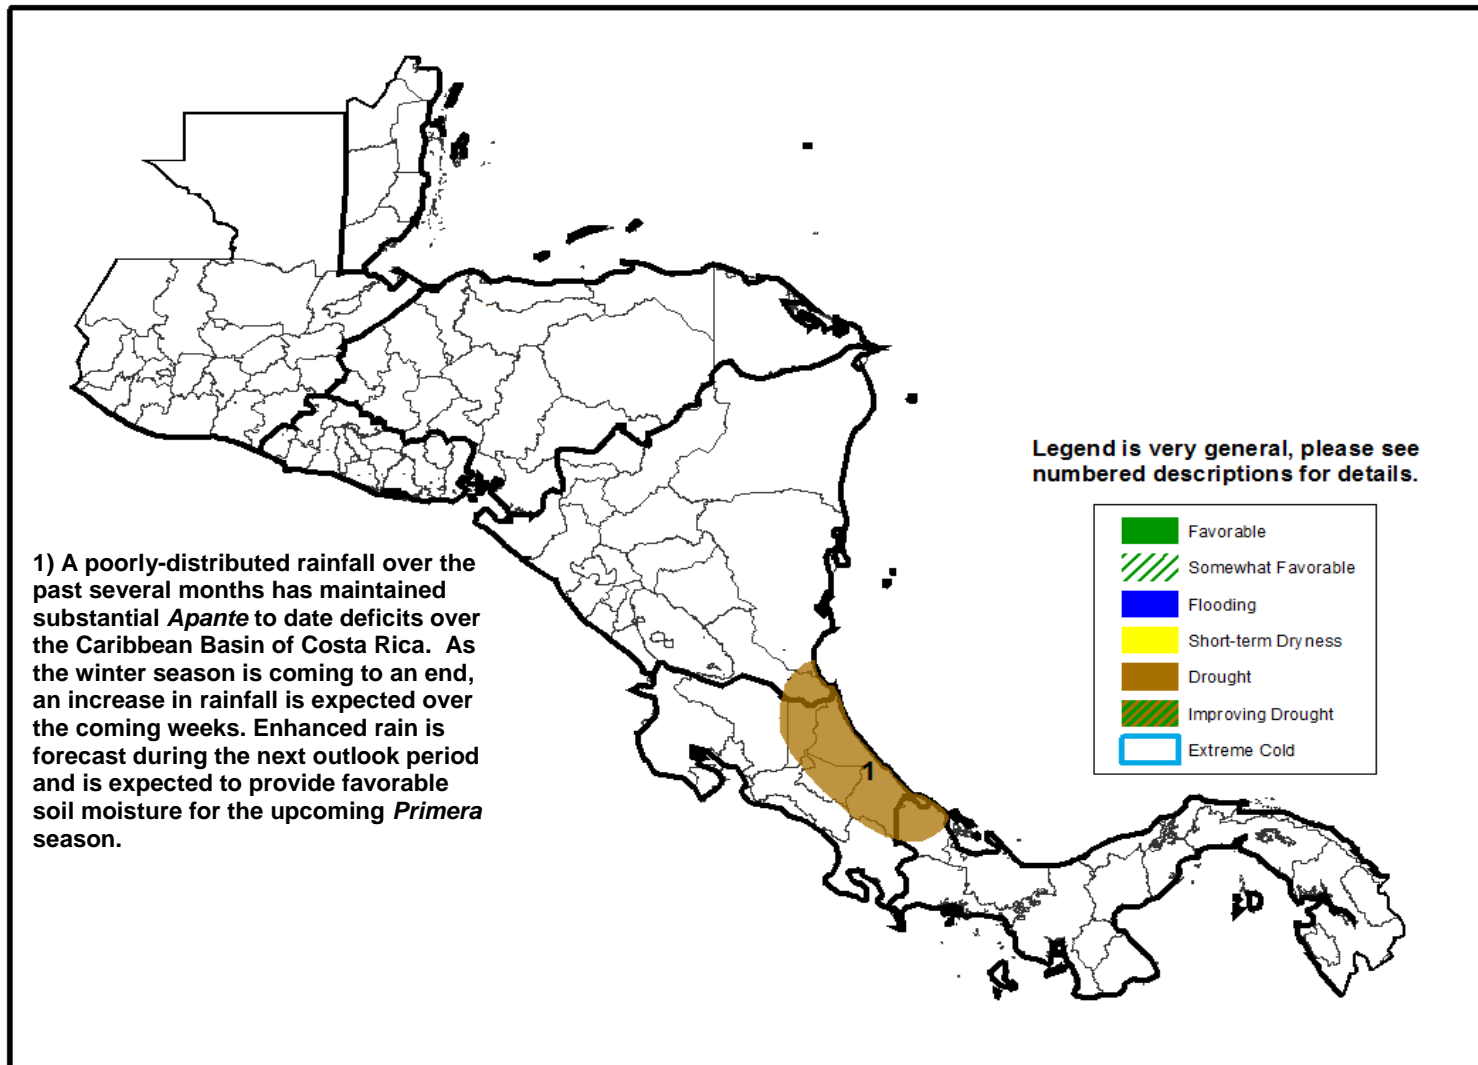 Legend is very general, please see
numbered descriptions for details.
Favorable
Somewhat Favorable
Flooding
Short-term Dryness
Drought
Improving Drought
Extreme Cold
1) A poorly-distributed rainfall over the
past several months has maintained
substantial Apante to date deficits over
the Caribbean Basin of Costa Rica.  As
the winter season is coming to an end,
an increase in rainfall is expected over
the coming weeks. Enhanced rain is
forecast during the next outlook period
and is expected to provide favorable
soil moisture for the upcoming Primera
season.
1